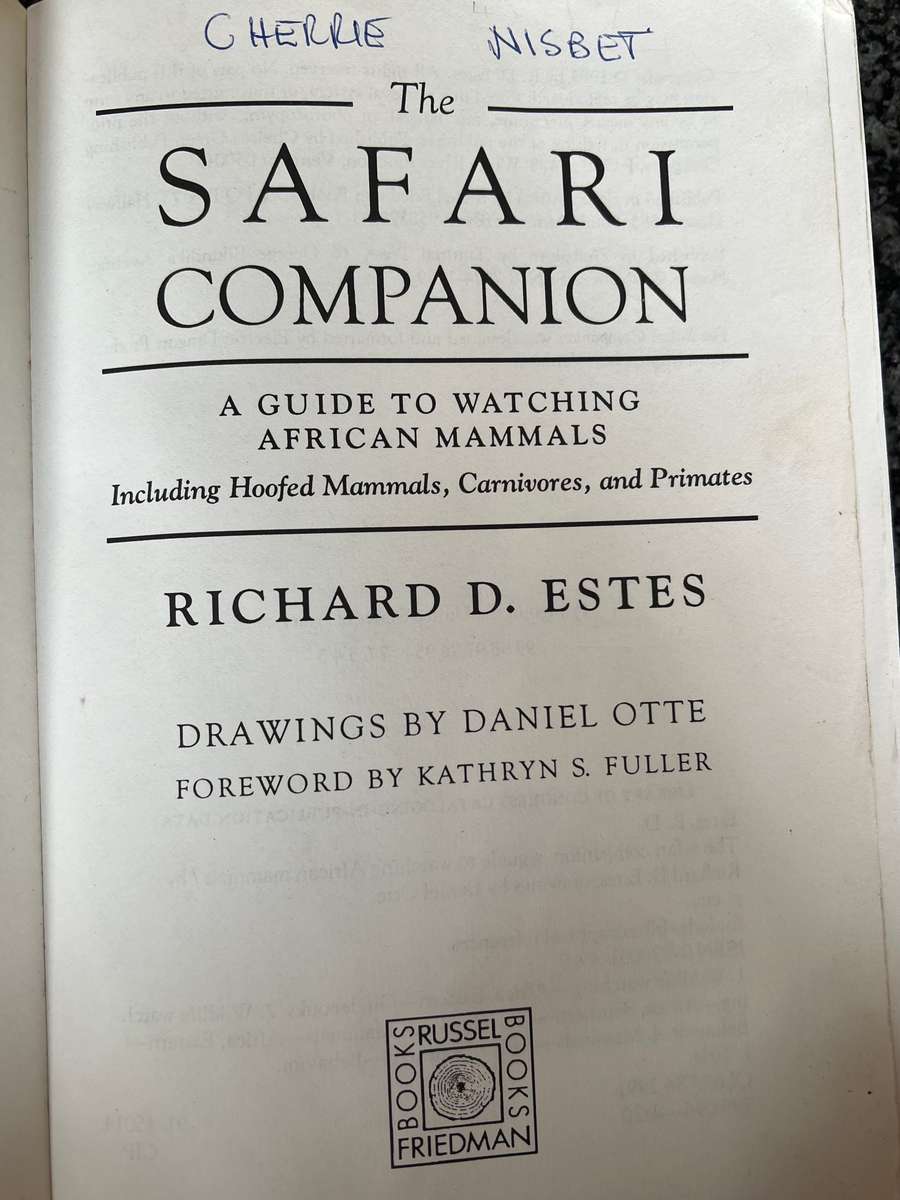 CHERRIE NISBET
The
SAFARI
COMPANION
A GUIDE TO WATCHING
AFRICAN MAMMALS
Including Hoofed Mammals, Carnivores, and Primates
RICHARD D. ESTES
DRAWINGS BY DANIEL OTTE
FOREWORD BY KATHRYN S. FULLER
BOOKS
RUSSEL
BOOKS
FRIEDMAN